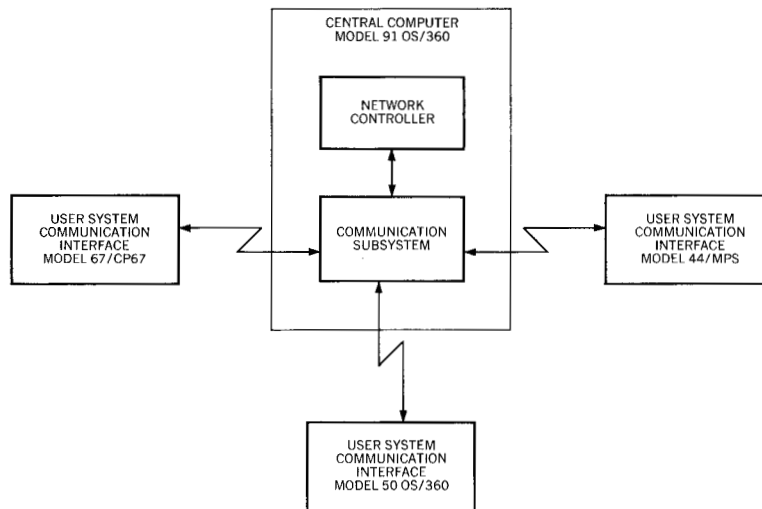 CENTRAL COMPUTER
MODEL 91 OS/360
NETWORK
CONTROLLER
USER SYSTEM
COMMUNICATION
INTERFACE
MODEL 67/CP67
COMMUNICATION
SUBSYSTEM
USER SYSTEM
COMMUNICATION
INTERFACE
MODEL 44/MPS
USER SYSTEM
COMMUNICATION
INTERFACE
MODEL 50 OS/360